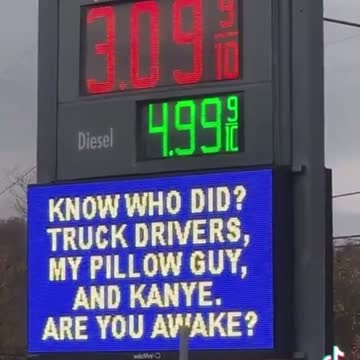 3.09 9/10
Diesel 4.99 9/10
KNOW WHO DID?
TRUCK DRIVERS,
MY PILLOW GUY,
AND KANYE.
ARE YOU AWAKE?